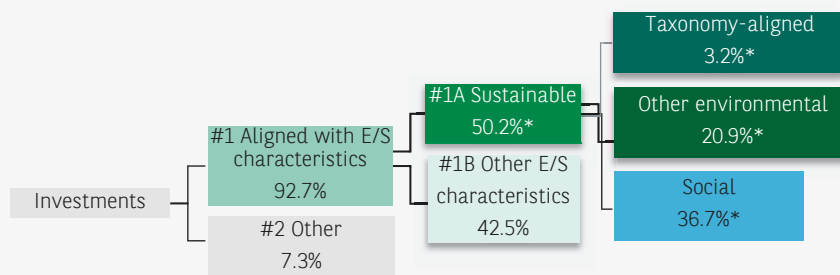 Investments
#1 Aligned with E/S
characteristics
92.7%
#2 Other
7.3%
#1A Sustainable
50.2%*
#1B Other E/S
characteristics
42.5%
Taxonomy-aligned
3.2%*
Other environmental
20.9%*
Social
36.7%*